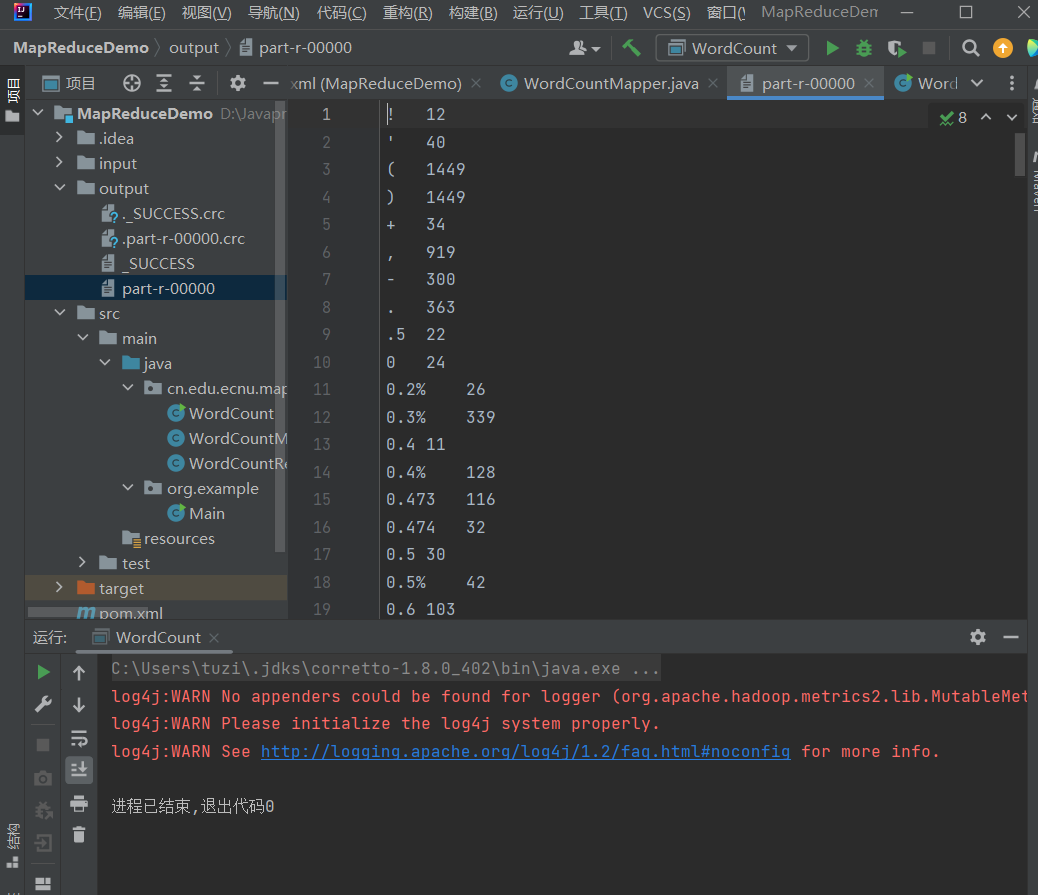 文件(F) 编辑(E) 视图(V) 导航(N) 代码(C) 重构(R) 构建(B) 运行(U) 工具(T) VCS(S) 窗口( MapReduceDem
MapReduceDemo output part-r-00000 WordCount
项目
项目 xml (MapReduceDemo) WordCountMapper.java part-r-00000 Word
MapReduceDemo D:\Javapr
.idea
input
output
._SUCCESS.crc
.part-r-00000.crc
_SUCCESS
part-r-00000
src
main
java
cn.edu.ecnu.map
WordCount
WordCountM
WordCountRe
org.example
Main
resources
test
target
pom.xml
8
1 ! 12
2 ' 40
3 ( 1449
4 ) 1449
5 + 34
6 , 919
7 - 300
8 . 363
9 .5 22
10 0 24
11 0.2% 26
12 0.3% 339
13 0.4 11
14 0.4% 128
15 0.473 116
16 0.474 32
17 0.5 30
18 0.5% 42
19 0.6 103
运行: WordCount
C:\Users\tuzi\.jdks\corretto-1.8.0_402\bin\java.exe ...
log4j:WARN No appenders could be found for logger (org.apache.hadoop.metrics2.lib.MutableMet
log4j:WARN Please initialize the log4j system properly.
log4j:WARN See http://logging.apache.org/log4j/1.2/faq.html#noconfig for more info.
进程已结束,退出代码0
结构